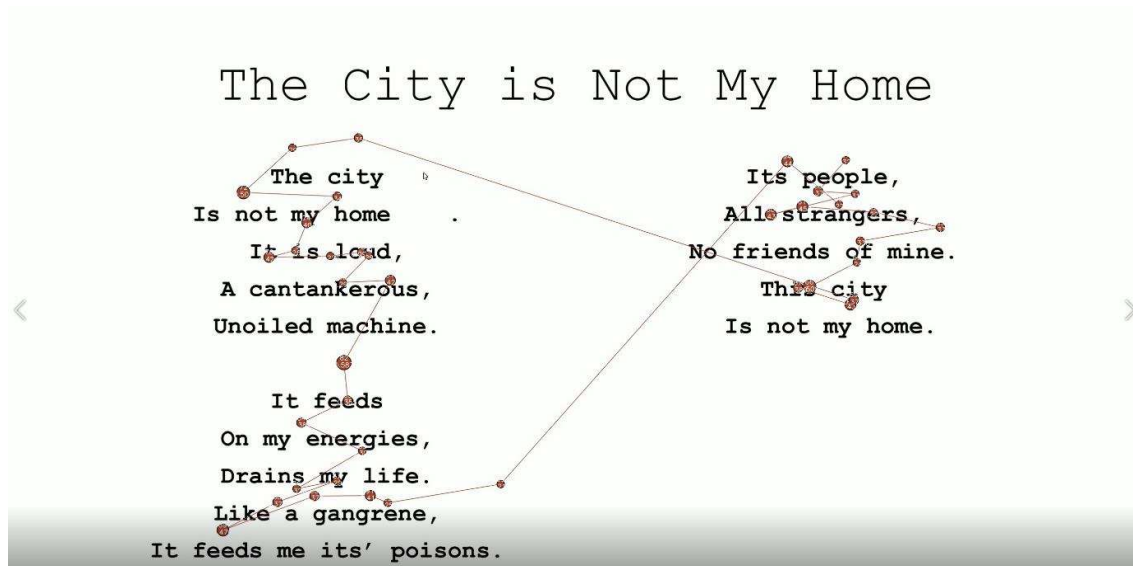 The City is Not My Home
The city
Is not my home .
It is loud,
A cantankerous,
Unoiled machine.
It feeds
On my energies,
Drains my life.
Like a gangrene,
It feeds me its’ poisons.
Its people,
All strangers,
No friends of mine.
This city
Is not my home.